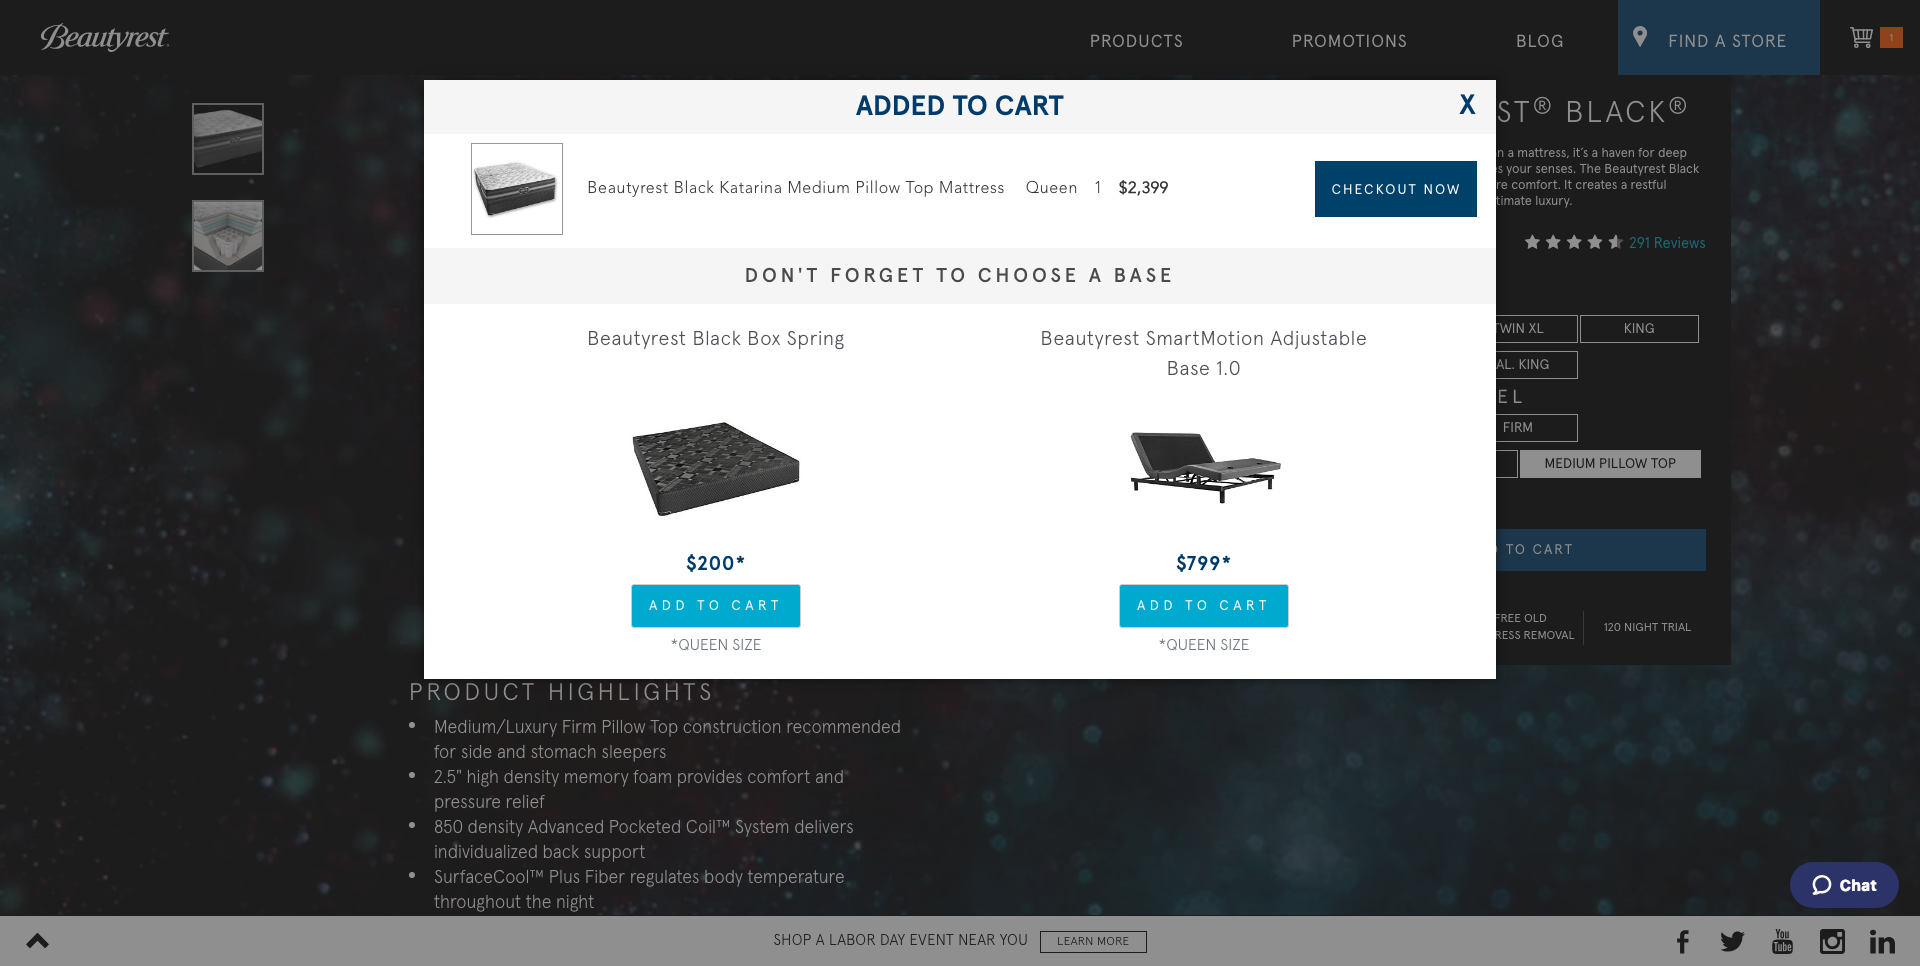 Beautyrest
PRODUCTS
PROMOTIONS
BLOG
FIND A STORE
1
ADDED TO CART
X
ST® BLACK®
n a mattress, it's a haven for deep
s your senses. The Beautyrest Black
re comfort. It creates a restful
timate luxury.
Beautyrest Black Katarina Medium Pillow Top Mattress Queen 1 $2,399
CHECKOUT NOW
291 Reviews
DON'T FORGET TO CHOOSE A BASE
Beautyrest Black Box Spring
Beautyrest SmartMotion Adjustable
Base 1.0
TWIN XL
KING
AL. KING
EL
FIRM
MEDIUM PILLOW TOP
TO CART
$200*
ADD TO CART
*QUEEN SIZE
$799*
ADD TO CART
*QUEEN SIZE
FREE OLD
RESS REMOVAL
120 NIGHT TRIAL
PRODUCT HIGHLIGHTS
• Medium/Luxury Firm Pillow Top construction recommended
for side and stomach sleepers
• 2.5" high density memory foam provides comfort and
pressure relief
• 850 density Advanced Pocketed Coil™ System delivers
individualized back support
• SurfaceCool™ Plus Fiber regulates body temperature
throughout the night
Chat
SHOP A LABOR DAY EVENT NEAR YOU
LEARN MORE
You
Tube